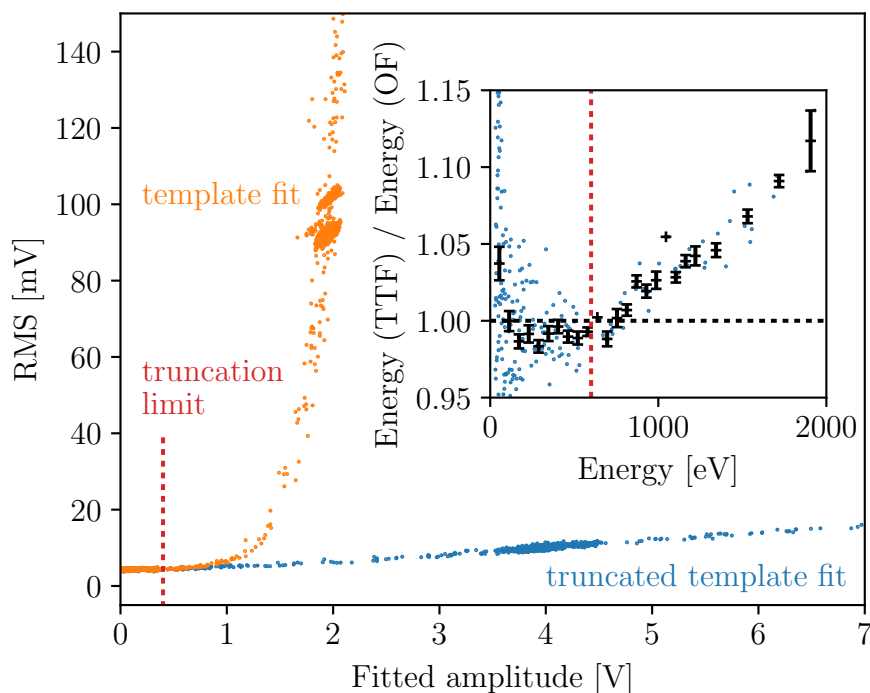 140
120
100
80
60
40
20
0
RMS [mV]
template fit
truncation
limit
truncated template fit
0 1 2 3 4 5 6 7
Fitted amplitude [V]
1.15
1.10
1.05
1.00
0.95
Energy (TTF) / Energy (OF)
0 1000 2000
Energy [eV]